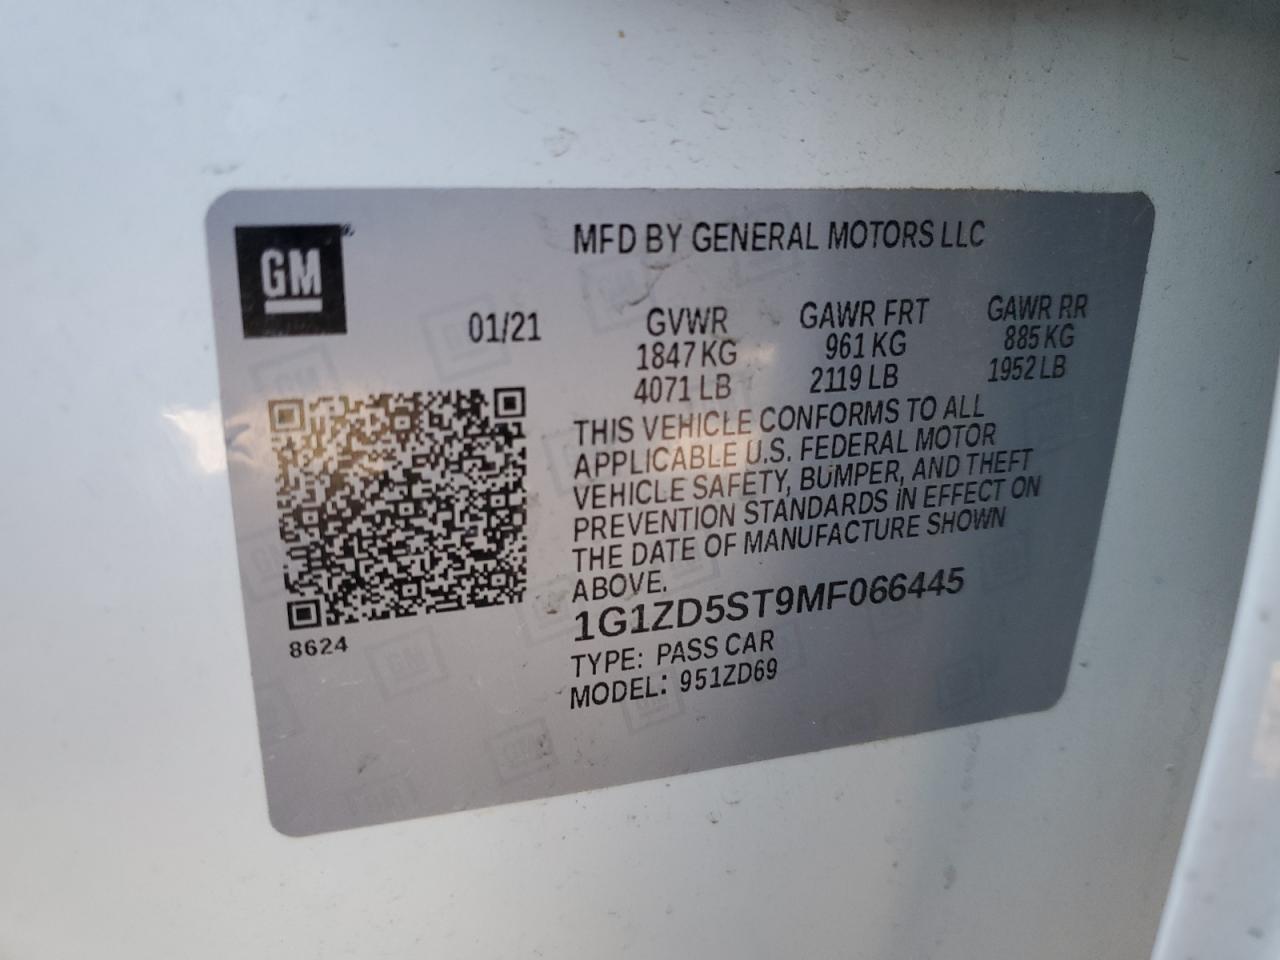 GM
MFD BY GENERAL MOTORS LLC
01/21
GVWR GAWR FRT GAWR RR
1847 KG 961 KG 885 KG
4071 LB 2119 LB 1952 LB
THIS VEHICLE CONFORMS TO ALL
APPLICABLE U.S. FEDERAL MOTOR
VEHICLE SAFETY, BUMPER, AND THEFT
PREVENTION STANDARDS IN EFFECT ON
THE DATE OF MANUFACTURE SHOWN
ABOVE.
1G1ZD5ST9MF066445
TYPE: PASS CAR
MODEL: 951ZD69
8624